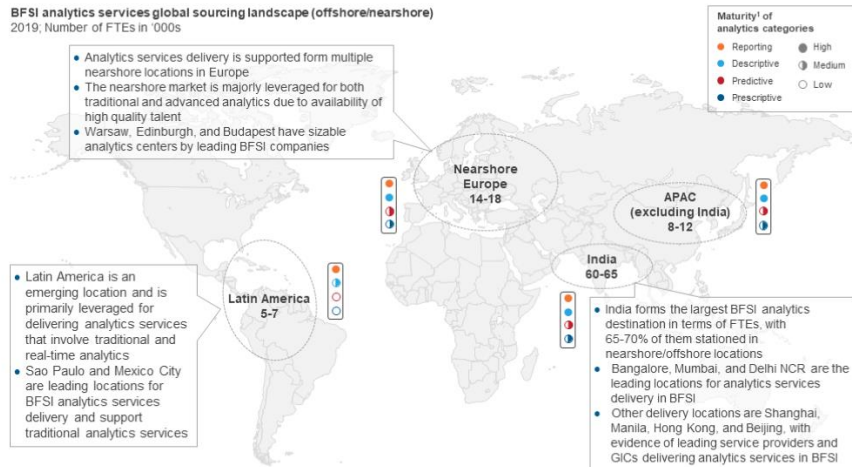 BFSI analytics services global sourcing landscape (offshore/nearshore)
2019; Number of FTEs in '000s
Maturity¹ of
analytics categories
Reporting
High
Descriptive
Medium
Predictive
Low
Prescriptive
• Analytics services delivery is supported form multiple
nearshore locations in Europe
• The nearshore market is majorly leveraged for both
traditional and advanced analytics due to availability of
high quality talent
• Warsaw, Edinburgh, and Budapest have sizable
analytics centers by leading BFSI companies
Nearshore
Europe
14-18
APAC
(excluding India)
8-12
India
60-65
Latin America
5-7
• Latin America is an
emerging location and is
primarily leveraged for
delivering analytics services
that involve traditional and
real-time analytics
• Sao Paulo and Mexico City
are leading locations for
BFSI analytics services
delivery and support
traditional analytics services
• India forms the largest BFSI analytics
destination in terms of FTEs, with
65-70% of them stationed in
nearshore/offshore locations
• Bangalore, Mumbai, and Delhi NCR are the
leading locations for analytics services
delivery in BFSI
• Other delivery locations are Shanghai,
Manila, Hong Kong, and Beijing, with
evidence of leading service providers and
GICs delivering analytics services in BFSI